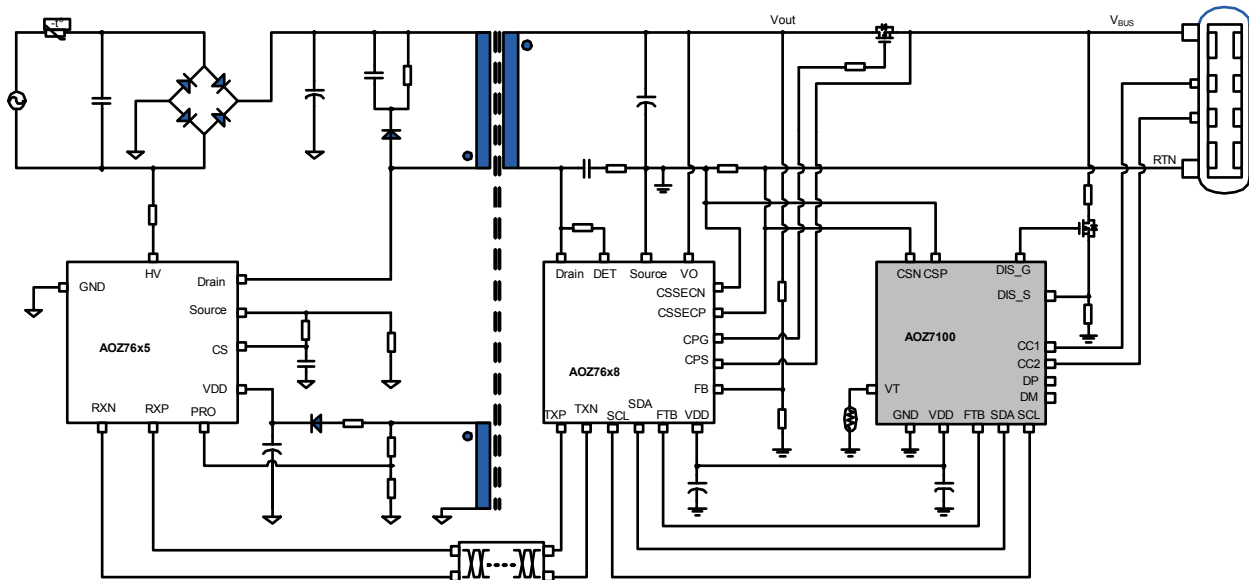 -t°
Vout
VBUS
RTN
HV
GND
Drain
Source
AOZ76x5
CS
VDD
RXN
RXP
PRO
Drain
DET
Source
VO
CSSECN
CSSECP
CPG
CPS
AOZ76x8
FB
TXP
TXN
SCL
SDA
FTB
VDD
CSN
CSP
DIS_G
DIS_S
AOZ7100
CC1
CC2
DP
DM
VT
GND
VDD
FTB
SDA
SCL